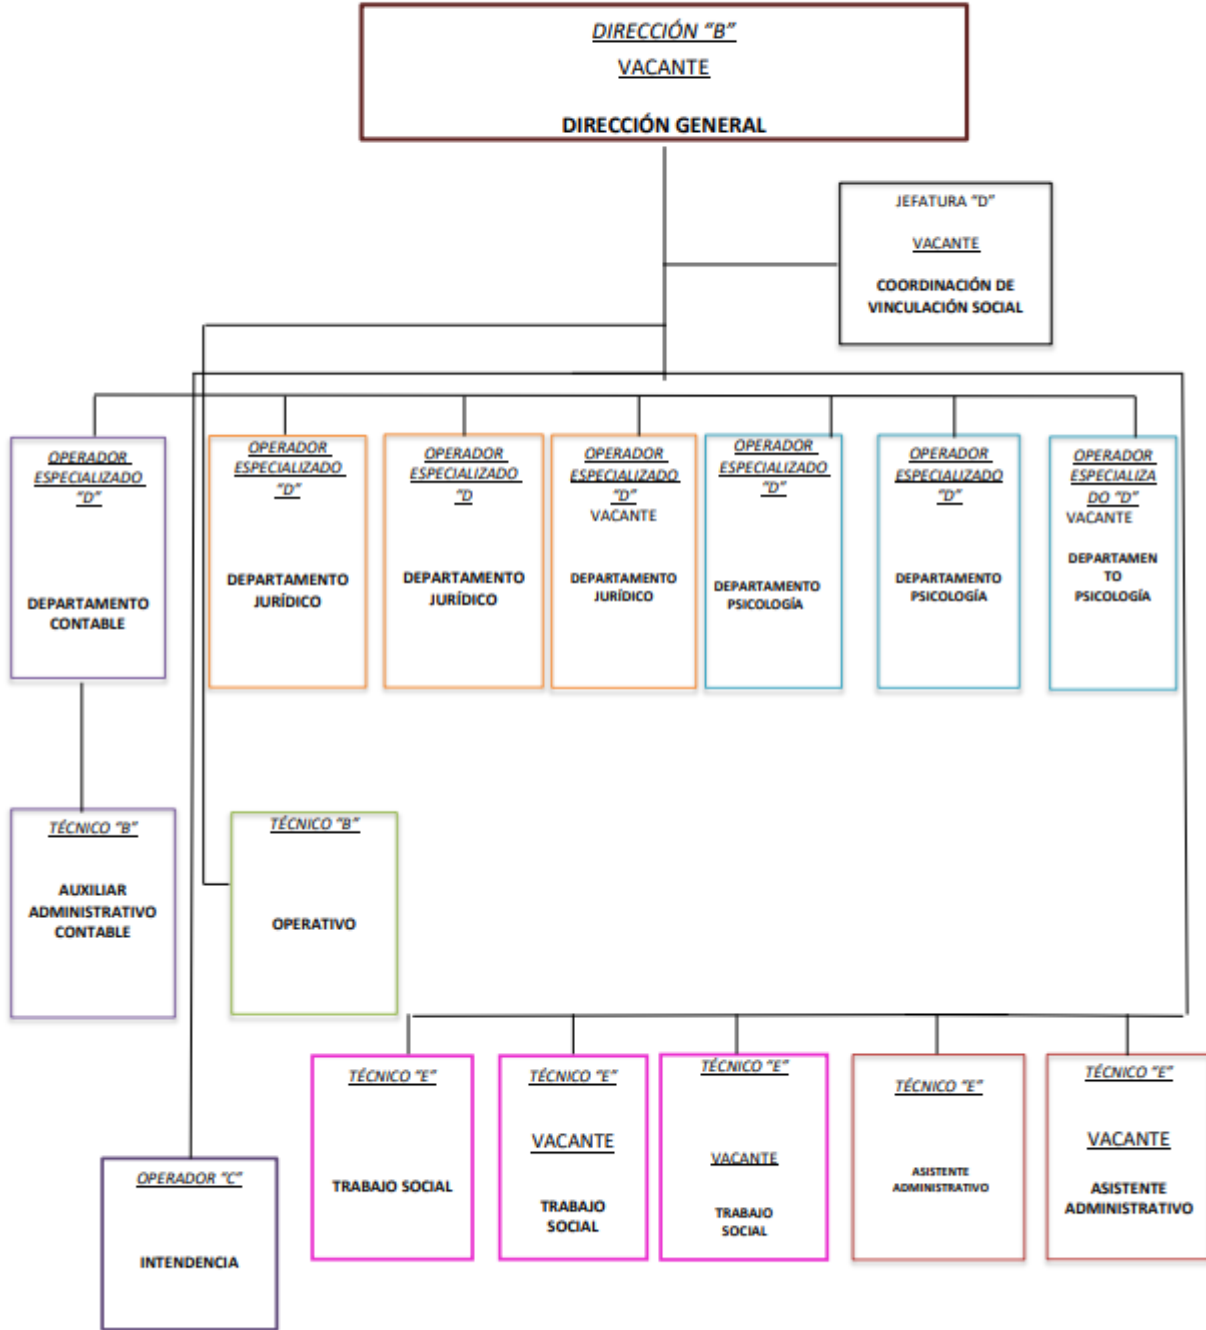 DIRECCIÓN “B”
VACANTE
DIRECCIÓN GENERAL
JEFATURA “D”
VACANTE
COORDINACIÓN DE
VINCULACIÓN SOCIAL
OPERADOR
ESPECIALIZADO
“D”
DEPARTAMENTO
CONTABLE
OPERADOR
ESPECIALIZADO
“D”
DEPARTAMENTO
JURÍDICO
OPERADOR
ESPECIALIZADO
“D
DEPARTAMENTO
JURÍDICO
OPERADOR
ESPECIALIZADO
“D”
VACANTE
DEPARTAMENTO
JURÍDICO
OPERADOR
ESPECIALIZADO
“D”
DEPARTAMENTO
PSICOLOGÍA
OPERADOR
ESPECIALIZADO
“D”
DEPARTAMENTO
PSICOLOGÍA
OPERADOR
ESPECIALIZA
DO “D”
VACANTE
DEPARTAMEN
TO
PSICOLOGÍA
TÉCNICO “B”
AUXILIAR
ADMINISTRATIVO
CONTABLE
TÉCNICO “B”
OPERATIVO
TÉCNICO “E”
TRABAJO SOCIAL
TÉCNICO “E”
VACANTE
TRABAJO
SOCIAL
TÉCNICO “E”
VACANTE
TRABAJO
SOCIAL
TÉCNICO “E”
ASISTENTE
ADMINISTRATIVO
TÉCNICO “E”
VACANTE
ASISTENTE
ADMINISTRATIVO
OPERADOR “C”
INTENDENCIA